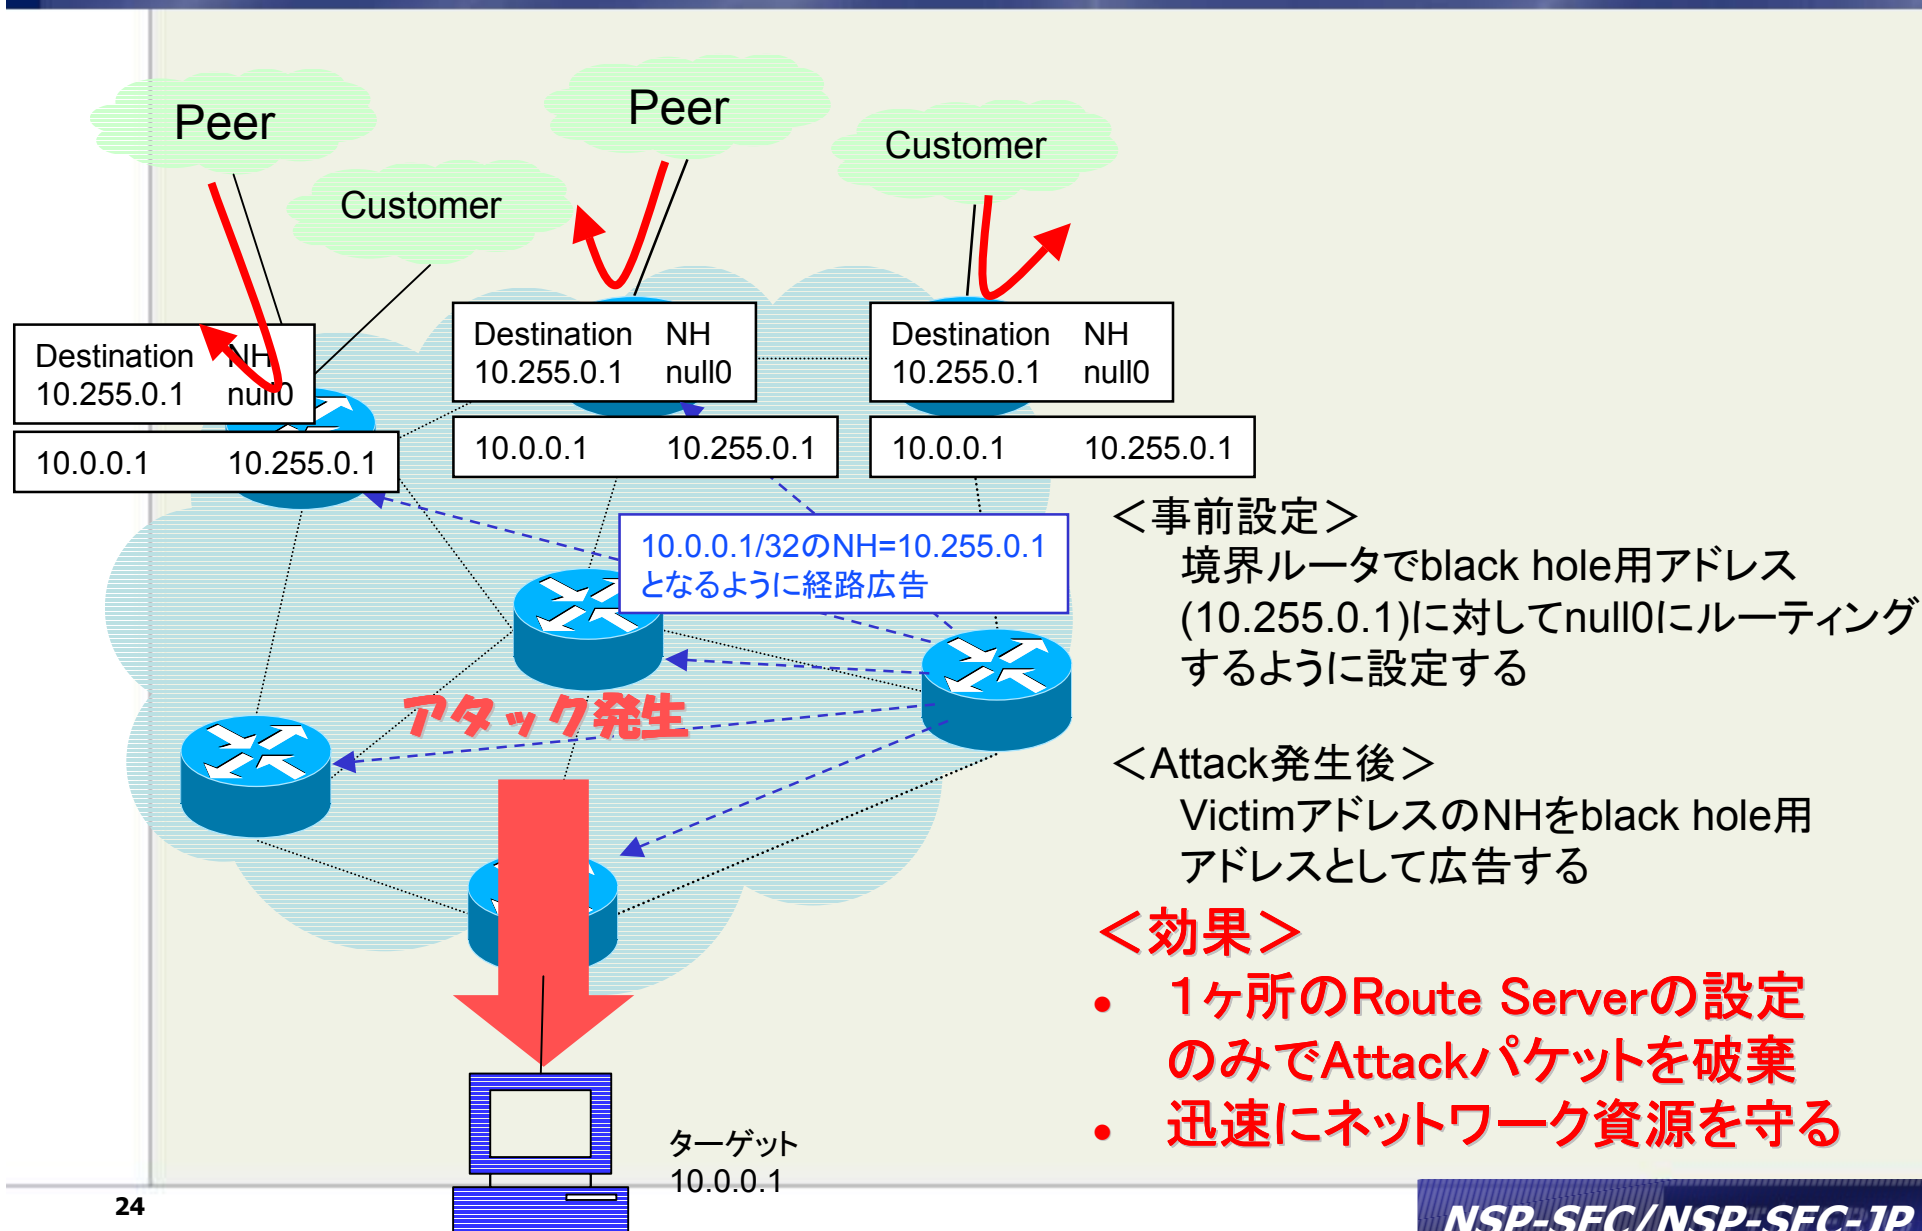 Peer
Peer
Customer
Customer
Destination NH
10.255.0.1 null0
10.0.0.1 10.255.0.1
Destination NH
10.255.0.1 null0
10.0.0.1 10.255.0.1
Destination NH
10.255.0.1 null0
10.0.0.1 10.255.0.1
10.0.0.1/32のNH=10.255.0.1
となるように経路広告
アタック発生
ターゲット
10.0.0.1
＜事前設定＞
境界ルータでblack hole用アドレス
(10.255.0.1)に対してnull0にルーティング
するように設定する
＜Attack発生後＞
VictimアドレスのNHをblack hole用
アドレスとして広告する
＜効果＞
• １ヶ所のRoute Serverの設定
のみでAttackパケットを破棄
• 迅速にネットワーク資源を守る
24
NSP-SEC/NSP-SEC-JP